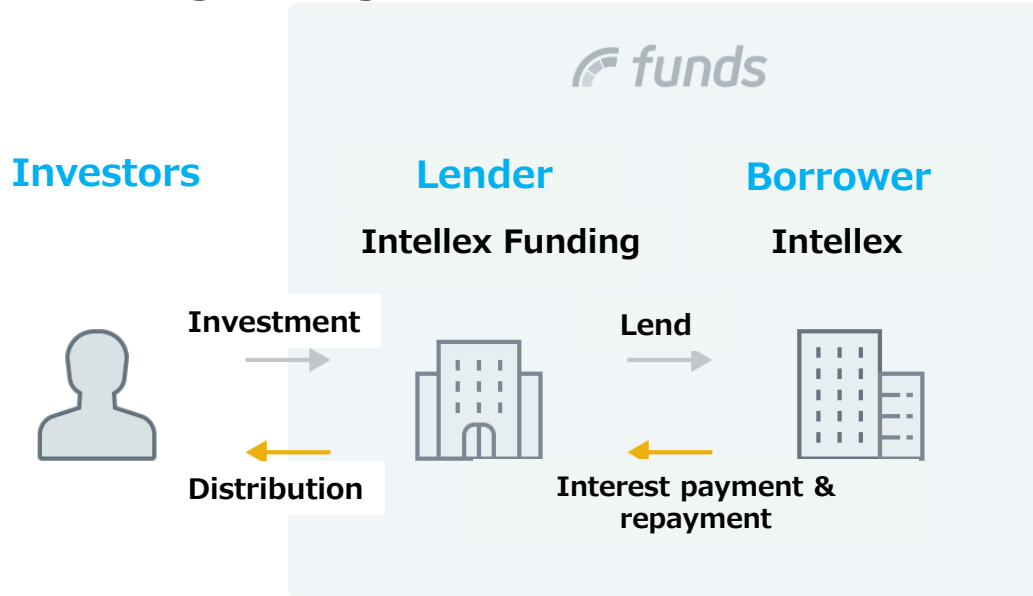 funds
Investors
Lender
Borrower
Intellex Funding
Intellex
Investment
Lend
Distribution
Interest payment &
repayment